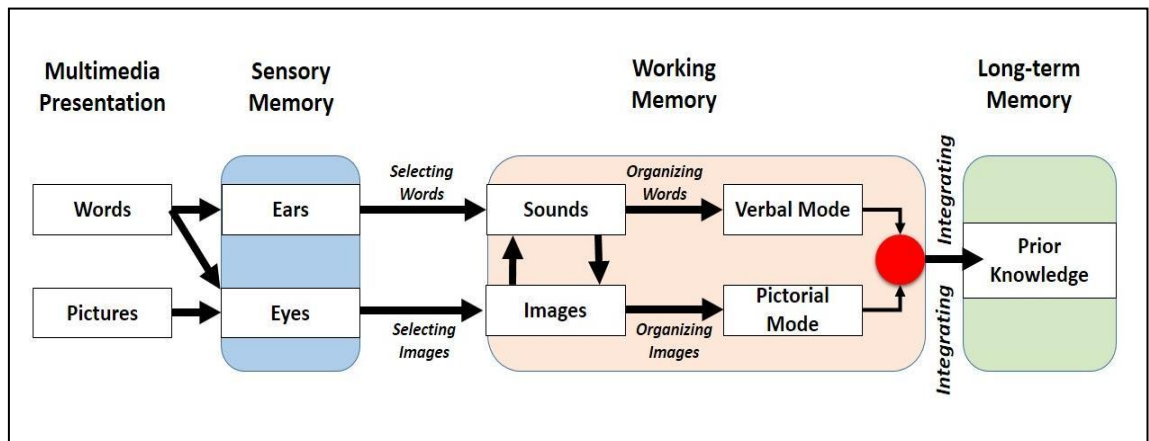 Multimedia
Presentation
Sensory
Memory
Working
Memory
Long-term
Memory
Words
Pictures
Ears
Eyes
Selecting
Words
Selecting
Images
Sounds
Images
Organizing
Words
Organizing
Images
Verbal Mode
Pictorial
Mode
Integrating
Integrating
Prior
Knowledge